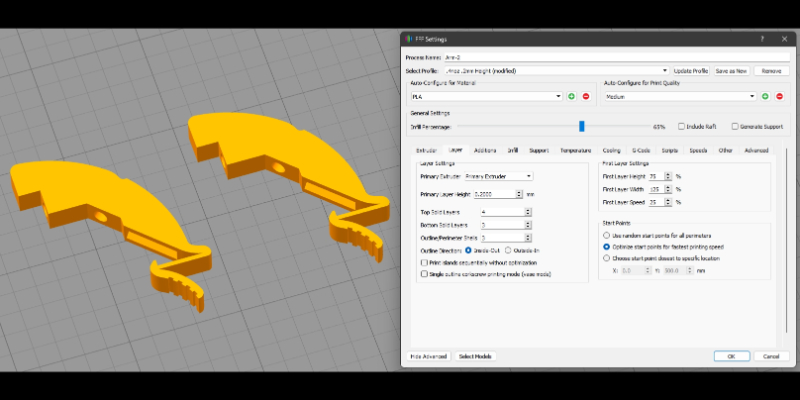 FFF Settings
Process Name: Arm-2
Select Profile: .4noz .2mm Height (modified) Update Profile Save as New Remove
Auto-Configure for Material Auto-Configure for Print Quality
PLA Medium
General Settings
Infill Percentage: 65% Include Raft Generate Support
Extruder Layer Additions Infill Support Temperature Cooling G-Code Scripts Speeds Other Advanced
Layer Settings First Layer Settings
Primary Extruder Primary Extruder First Layer Height 75 %
Primary Layer Height 0.2000 mm First Layer Width 125 %
First Layer Speed 25 %
Top Solid Layers 4
Bottom Solid Layers 3 Start Points
Outline/Perimeter Shells 3 Use random start points for all perimeters
Outline Direction: Inside-Out Outside-In Optimize start points for fastest printing speed
Print islands sequentially without optimization Choose start point closest to specific location
Single outline corkscrew printing mode (vase mode) X: 0.0 Y: 300.0 mm
Hide Advanced Select Models OK Cancel